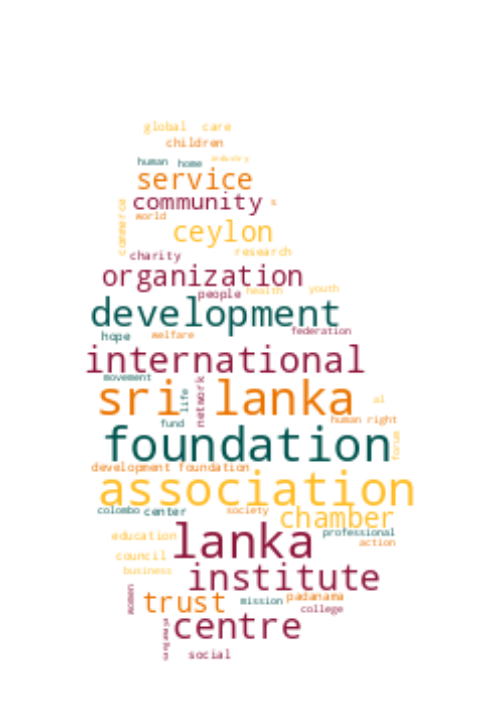 global care
children
human home industry
service
community s
commerce world
ceylon
charity research
organization
people health youth
development
hope welfare federation
international
movement
sri lanka
life network al
fund human right
foundation
forum
development foundation
association
colombo center society chamber
professional
education lanka action
council
business institute
women trust mission padanama
college
centre
sangamaya
social